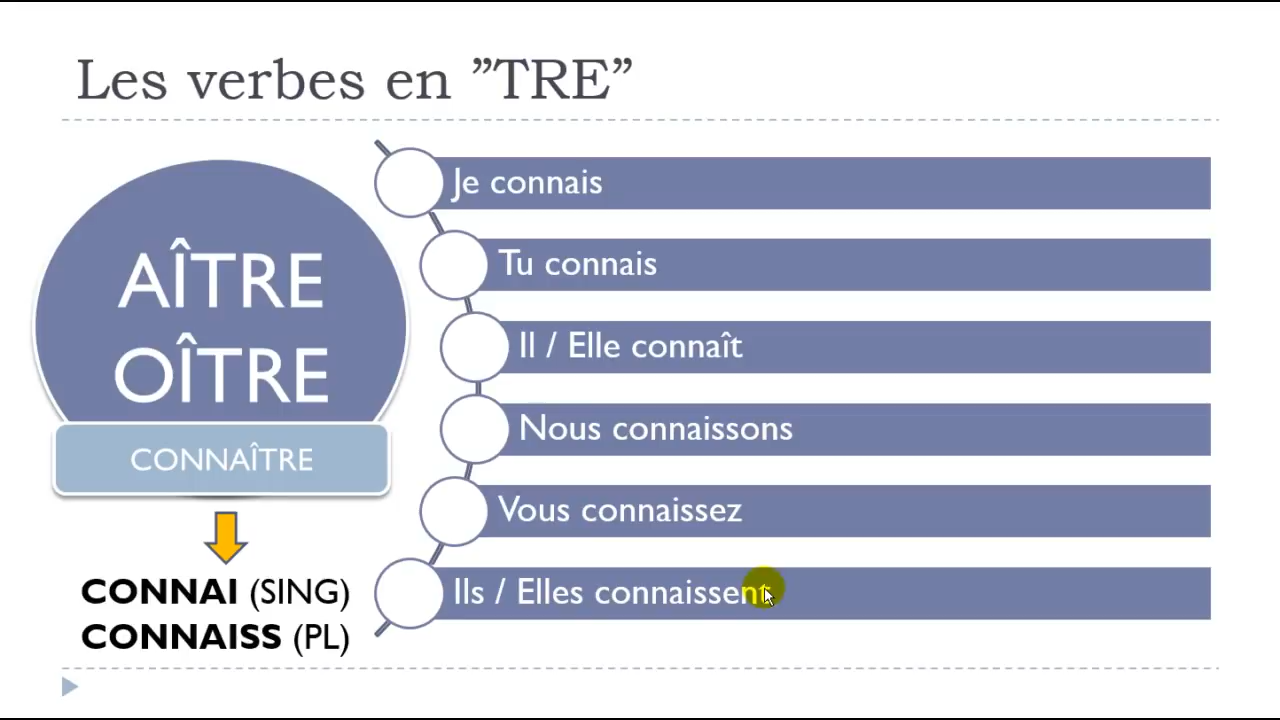 Les verbes en ”TRE”
AÎTRE
OÎTRE
CONNAÎTRE
CONNAI (SING)
CONNAISS (PL)
Je connais
Tu connais
Il / Elle connaît
Nous connaissons
Vous connaissez
Ils / Elles connaissent